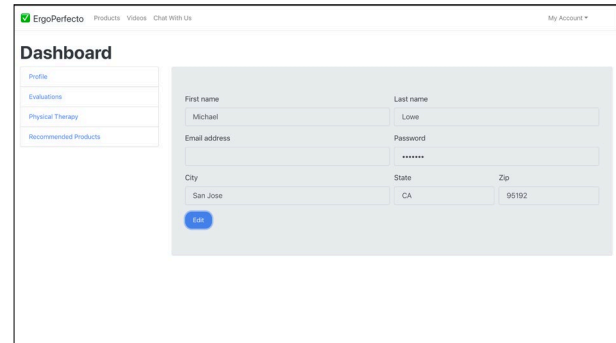 ErgoPerfecto Products Videos Chat With Us My Account
Dashboard
Profile
Evaluations
Physical Therapy
Recommended Products
First name Last name
Michael Lowe
Email address Password
•••••••
City State Zip
San Jose CA 95192
Edit